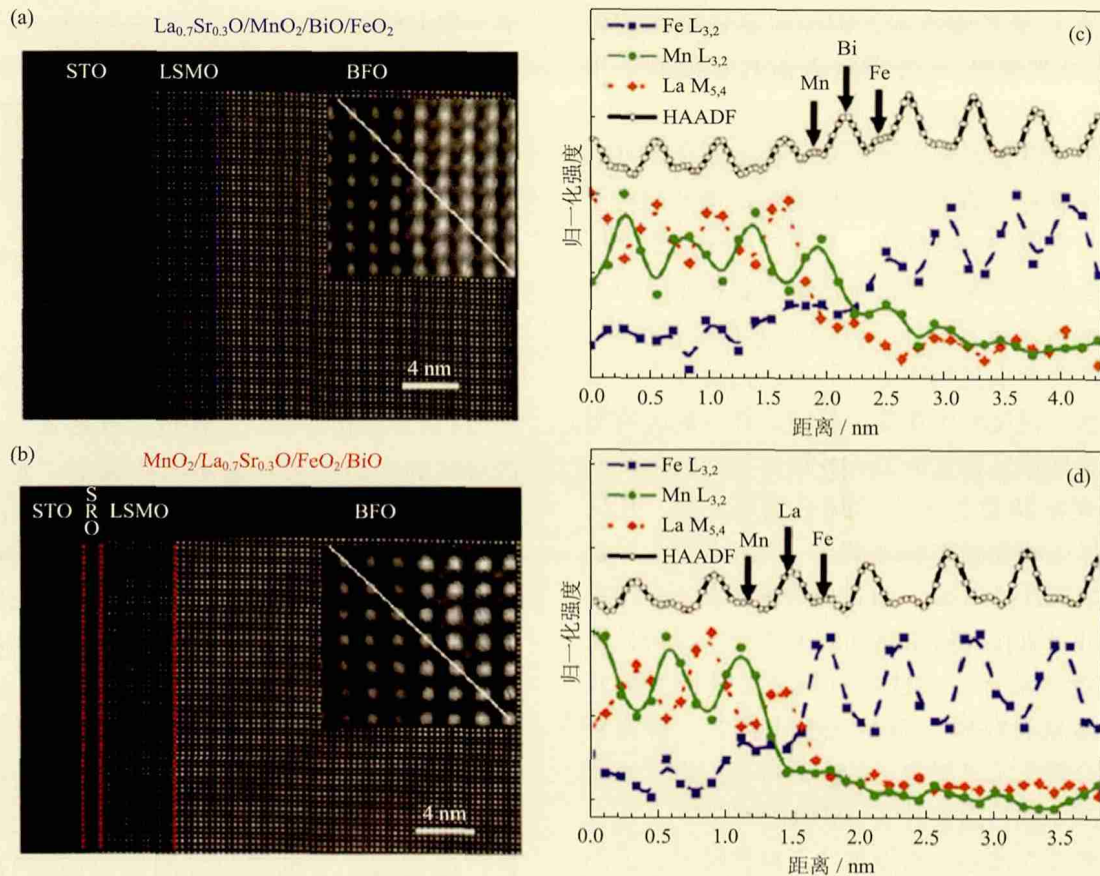 (a)
La₀.₇Sr₀.₃O/MnO₂/BiO/FeO₂
STO LSMO BFO
4 nm
(b)
MnO₂/La₀.₇Sr₀.₃O/FeO₂/BiO
STO SRO LSMO BFO
4 nm
(c)
Fe L₃,₂
Mn L₃,₂
La M₅,₄
HAADF
Mn Bi Fe
归一化强度
0.0 0.5 1.0 1.5 2.0 2.5 3.0 3.5 4.0
距离 / nm
(d)
Fe L₃,₂
Mn L₃,₂
La M₅,₄
HAADF
Mn La Fe
归一化强度
0.0 0.5 1.0 1.5 2.0 2.5 3.0 3.5
距离 / nm